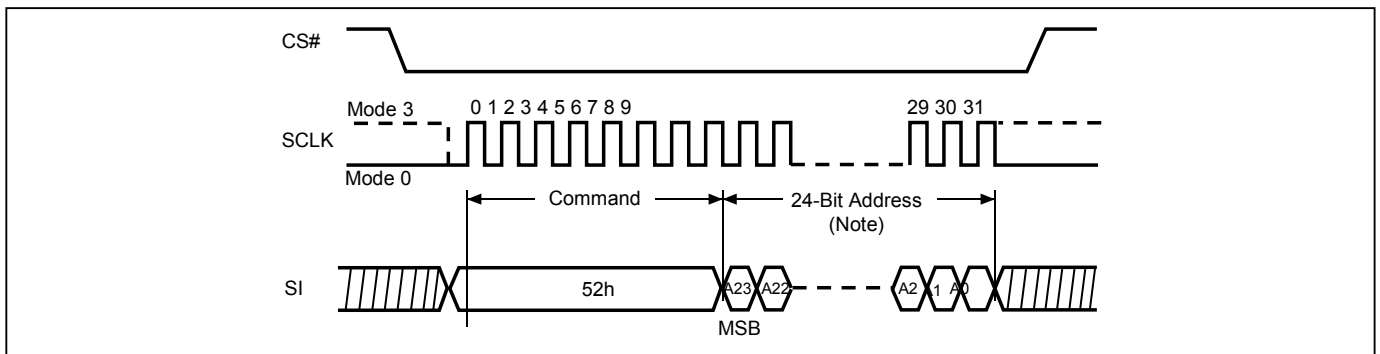 CS#
Mode 3
0 1 2 3 4 5 6 7 8 9
29 30 31
SCLK
Mode 0
Command
24-Bit Address
(Note)
SI
52h
A23
A22
A2
A0
MSB